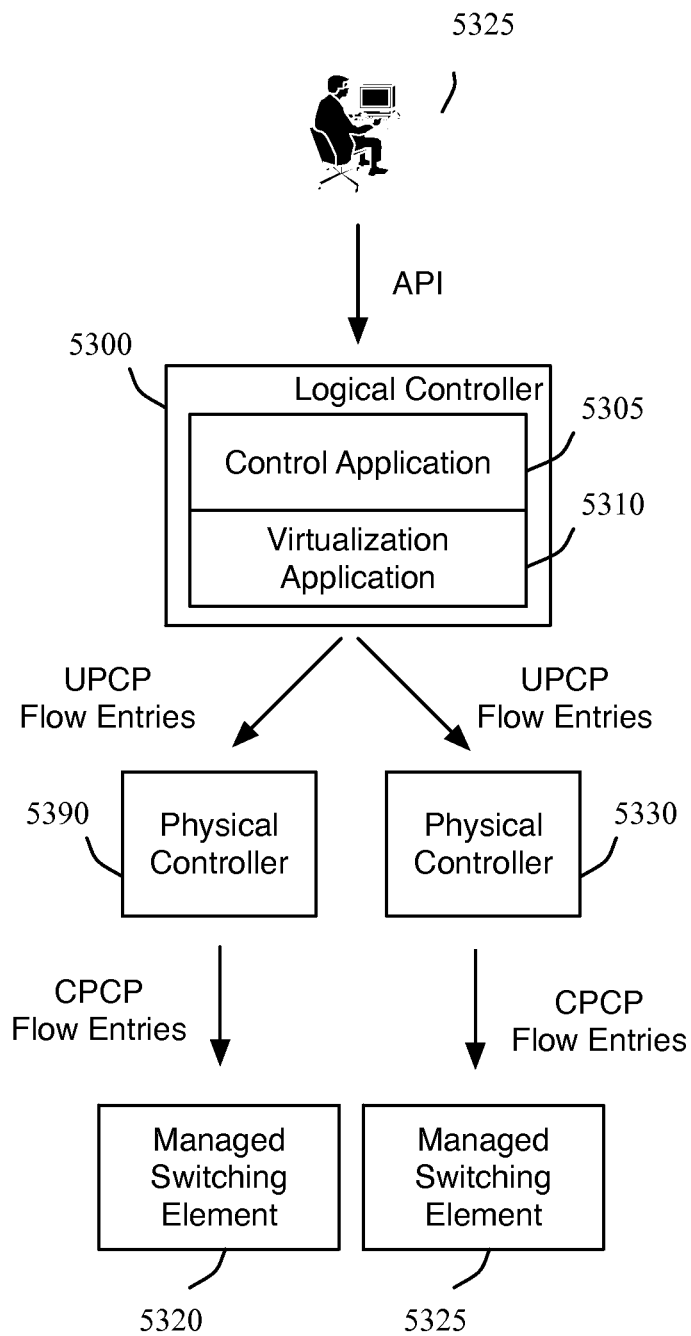 5325
API
5300
Logical Controller
5305
Control Application
5310
Virtualization
Application
UPCP
Flow Entries
UPCP
Flow Entries
5390
Physical
Controller
Physical
Controller
5330
CPCP
Flow Entries
CPCP
Flow Entries
Managed
Switching
Element
Managed
Switching
Element
5320
5325